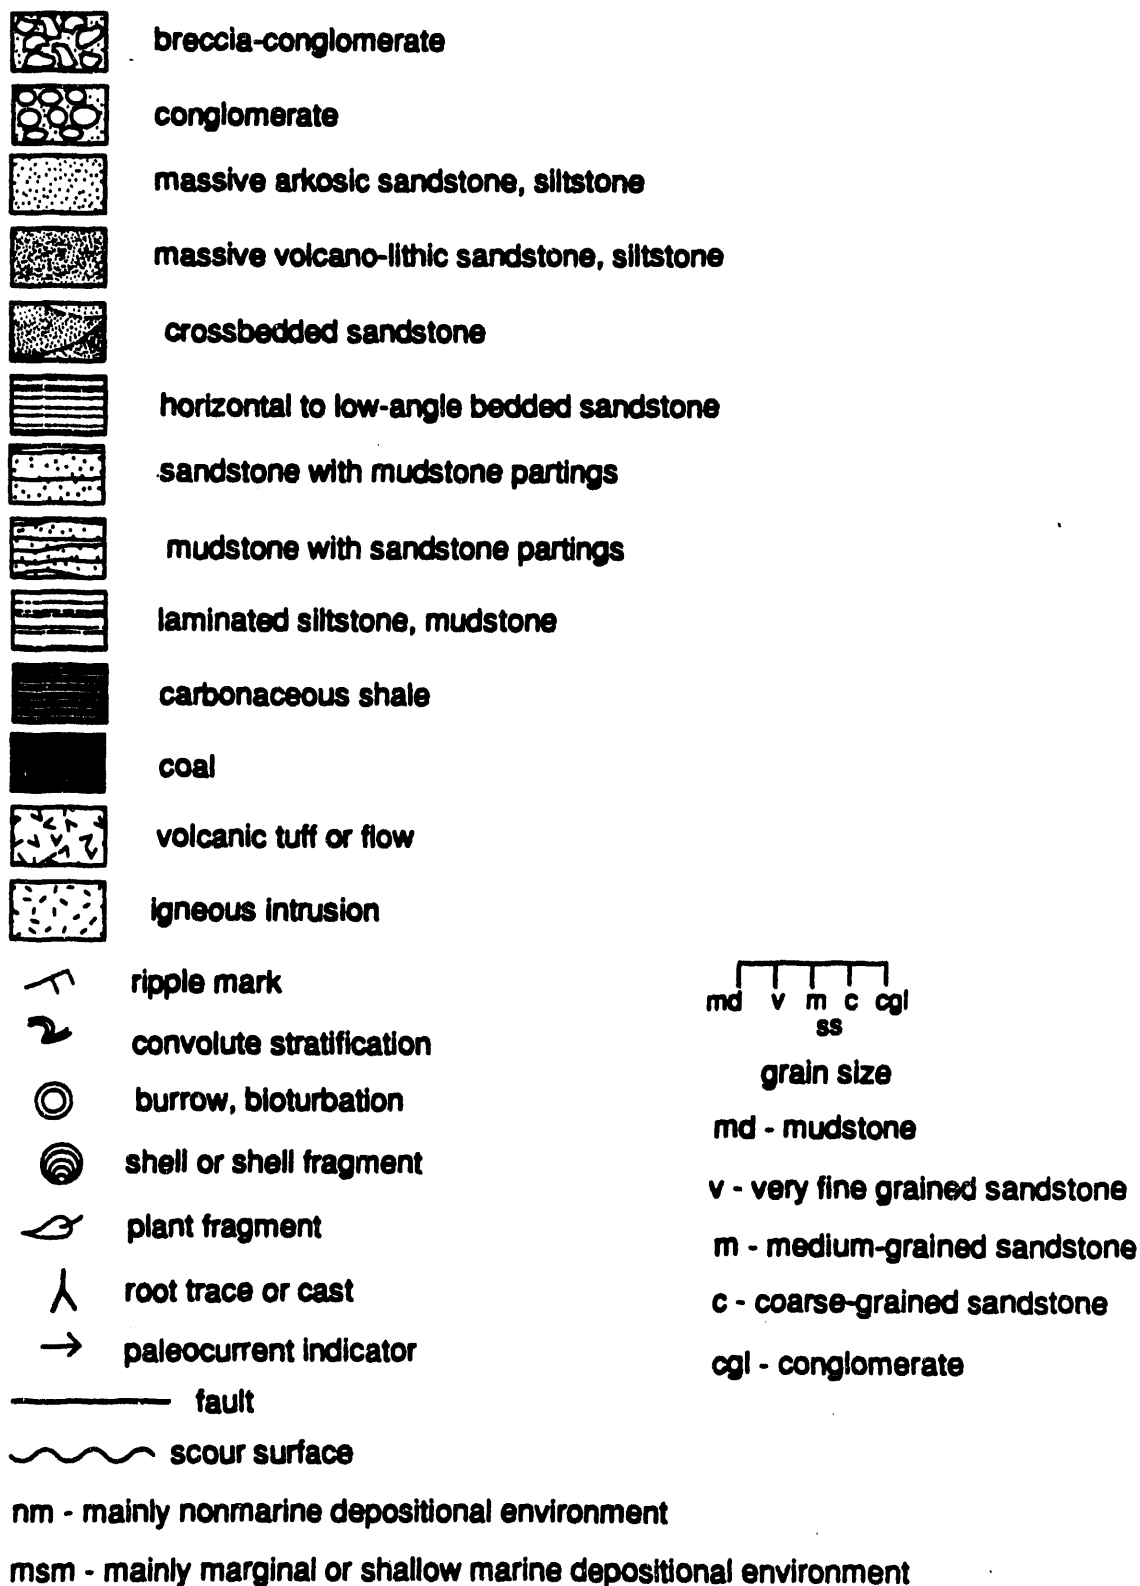 breccia-conglomerate
conglomerate
massive arkosic sandstone, siltstone
massive volcano-lithic sandstone, siltstone
crossbedded sandstone
horizontal to low-angle bedded sandstone
sandstone with mudstone partings
mudstone with sandstone partings
laminated siltstone, mudstone
carbonaceous shale
coal
volcanic tuff or flow
igneous intrusion
ripple mark
convolute stratification
burrow, bioturbation
shell or shell fragment
plant fragment
root trace or cast
paleocurrent indicator
fault
scour surface
nm - mainly nonmarine depositional environment
msm - mainly marginal or shallow marine depositional environment
md v m c cgl
ss
grain size
md - mudstone
v - very fine grained sandstone
m - medium-grained sandstone
c - coarse-grained sandstone
cgl - conglomerate